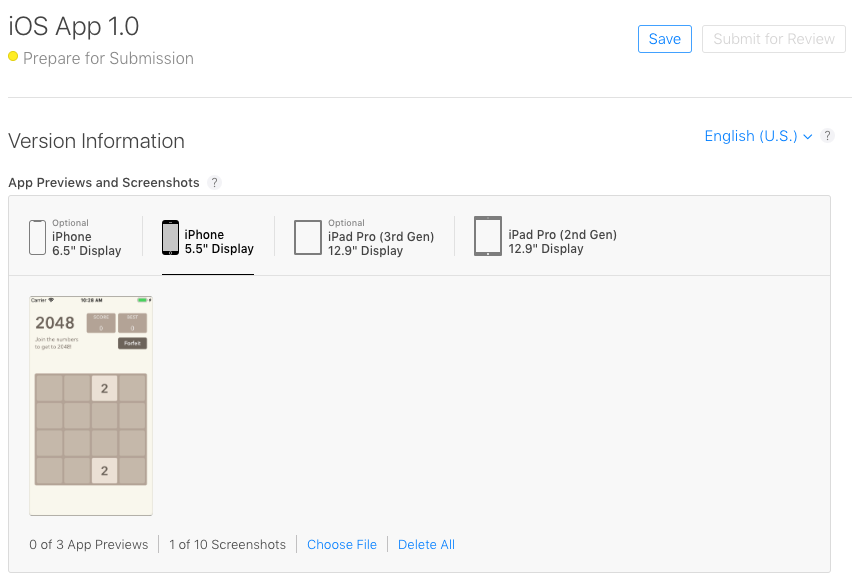 iOS App 1.0
Save
Submit for Review
Prepare for Submission
Version Information
English (U.S.)
?
App Previews and Screenshots ?
Optional
iPhone
6.5" Display
iPhone
5.5" Display
Optional
iPad Pro (3rd Gen)
12.9" Display
iPad Pro (2nd Gen)
12.9" Display
Carrier
10:28 AM
2048
SCORE
0
BEST
0
Join the numbers
to get to 2048!
Forfeit
2
2
0 of 3 App Previews
1 of 10 Screenshots
Choose File
Delete All